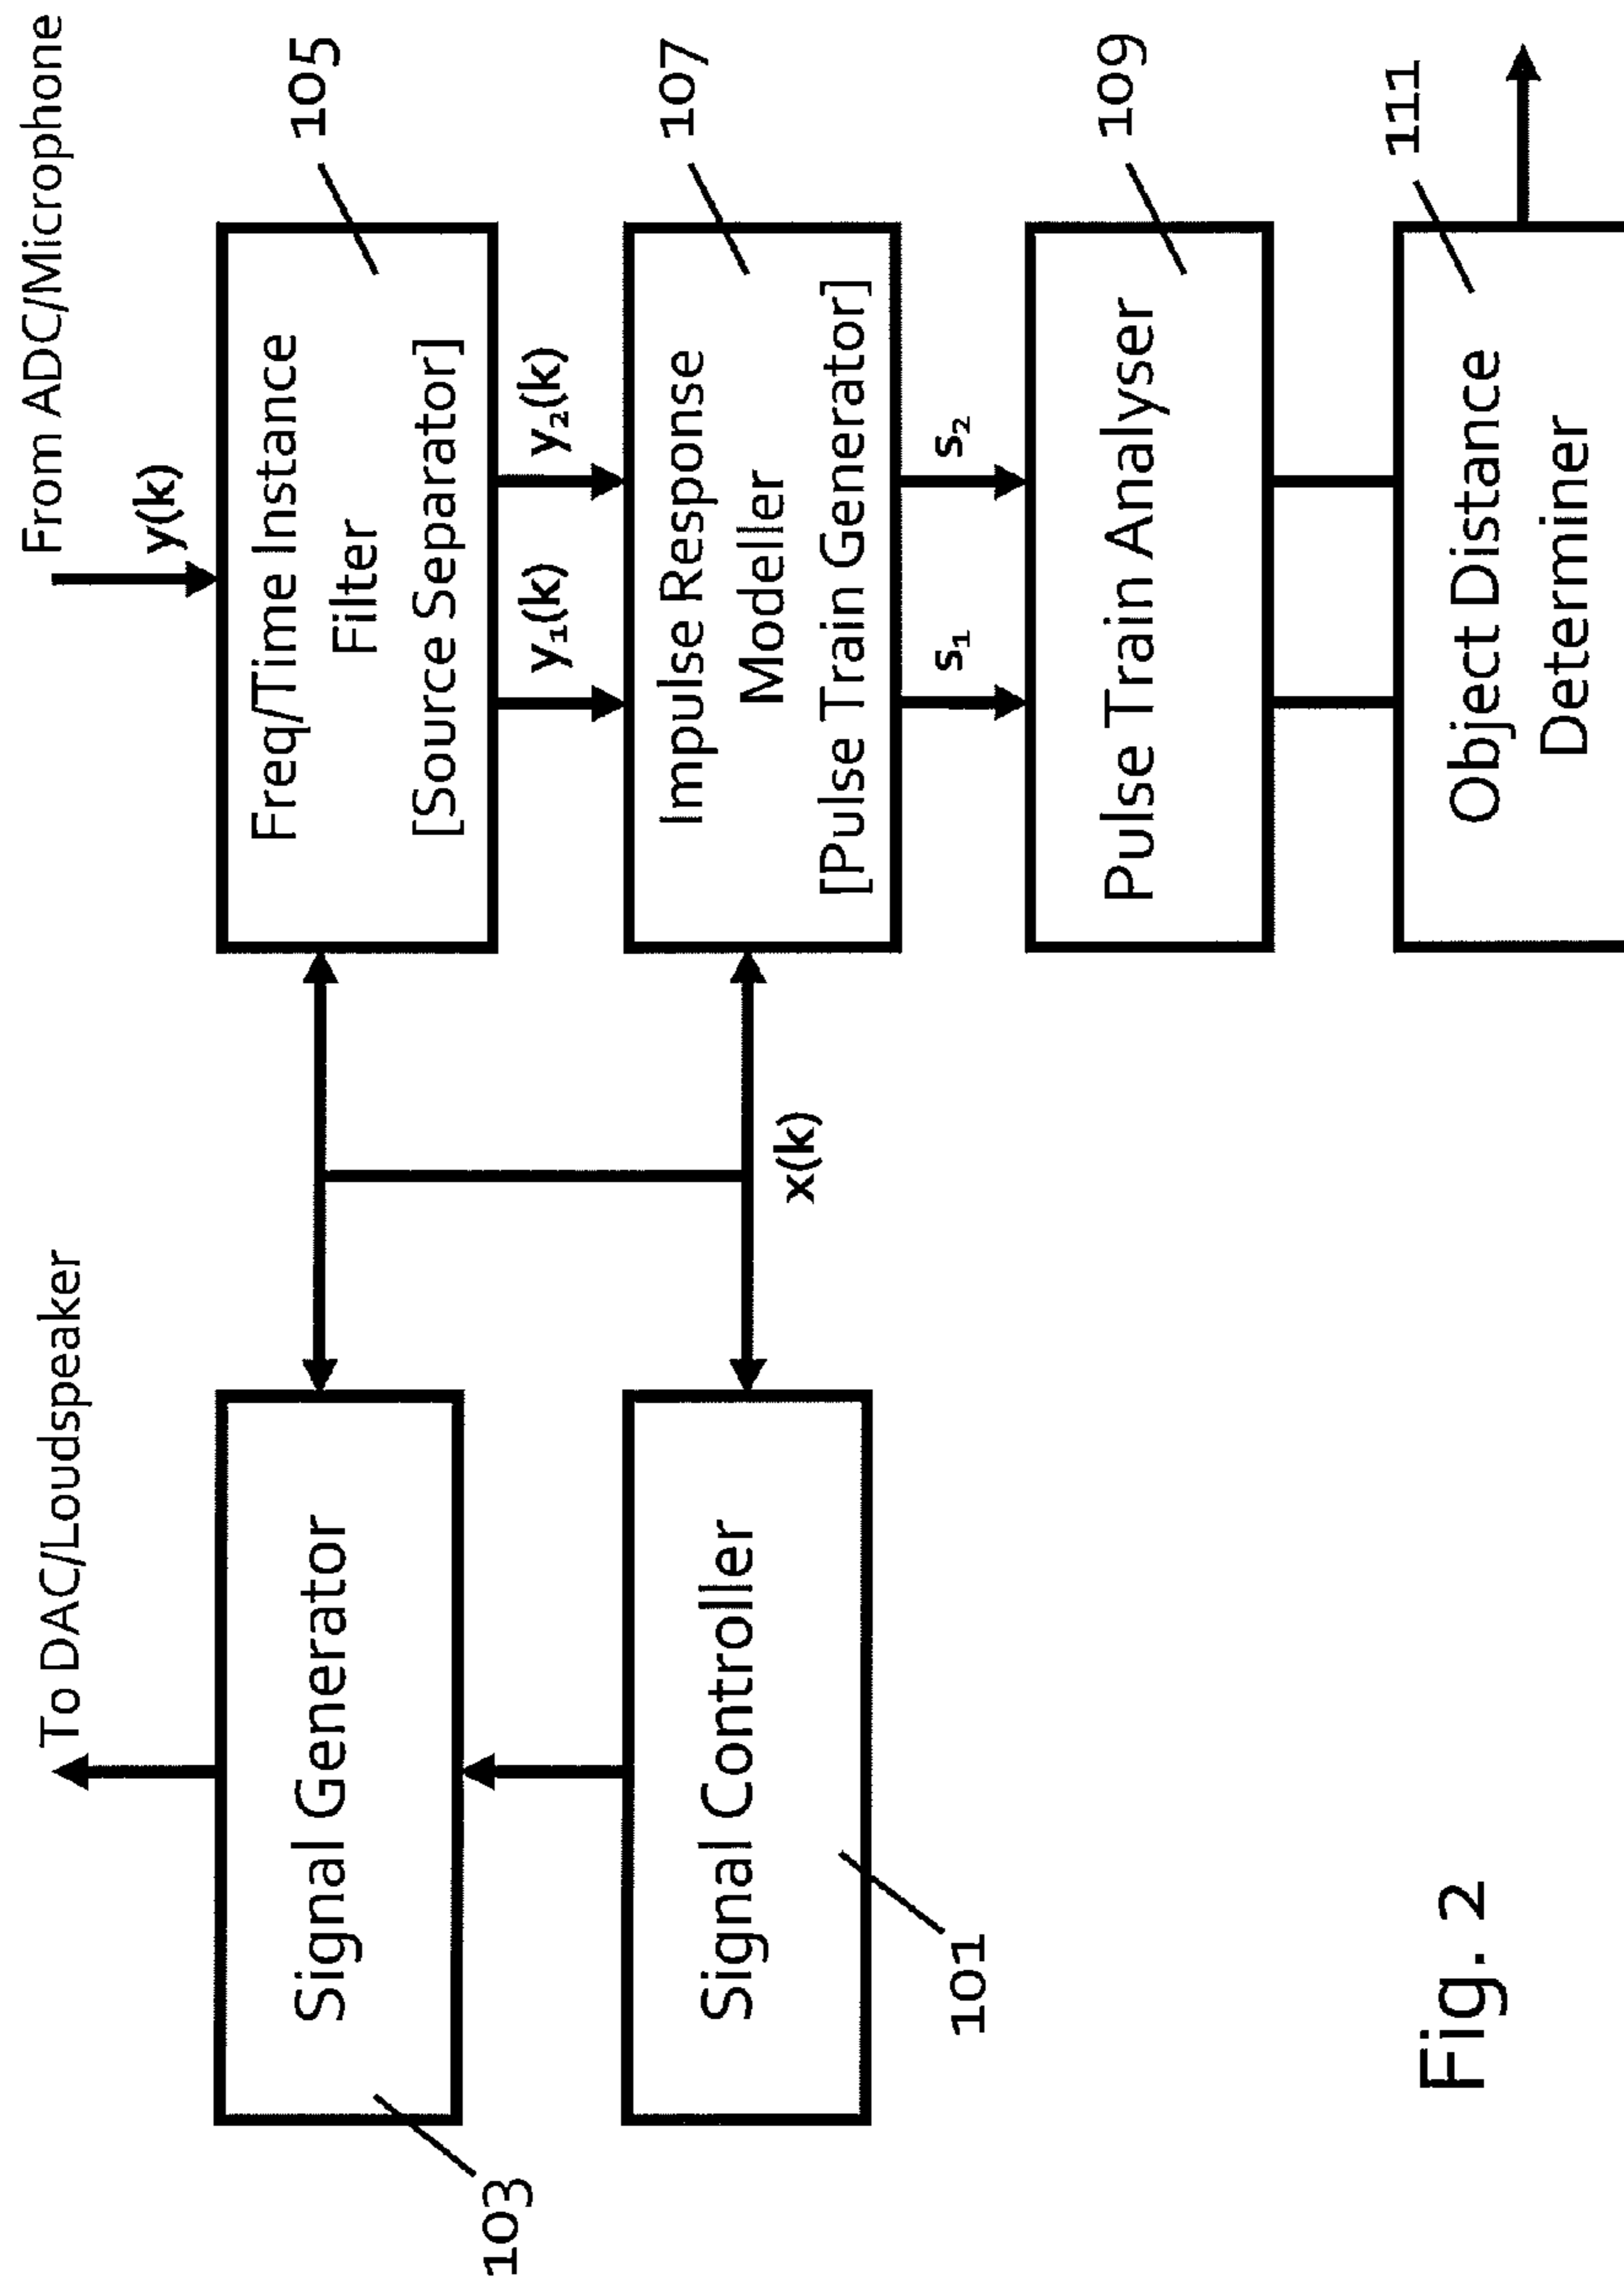 To DAC/Loudspeaker
From ADC/Microphone
y(k)
103
Signal Generator
Freq/Time Instance
Filter
[Source Separator]
105
y₁(k)
y₂(k)
Signal Controller
101
x(k)
Impulse Response
Modeller
[Pulse Train Generator]
107
s₁
s₂
Pulse Train Analyser
109
Object Distance
Determiner
111
Fig. 2